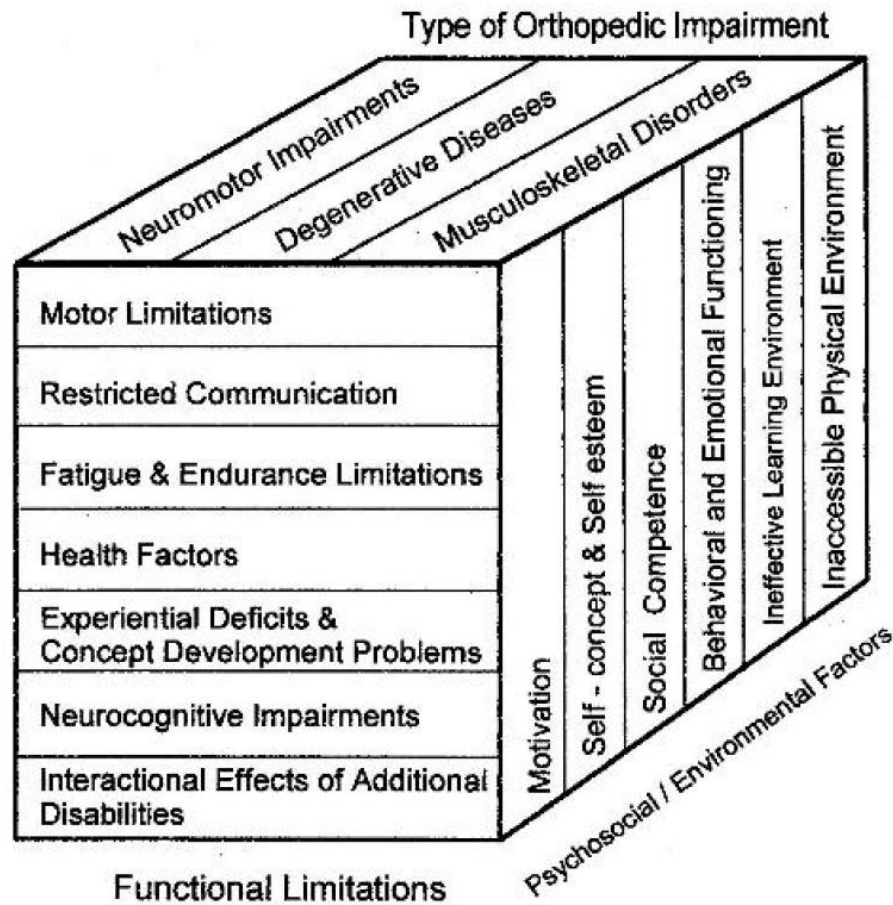 Type of Orthopedic Impairment
Neuromotor Impairments
Degenerative Diseases
Musculoskeletal Disorders
Motor Limitations
Restricted Communication
Fatigue & Endurance Limitations
Health Factors
Experiential Deficits &
Concept Development Problems
Neurocognitive Impairments
Interactional Effects of Additional
Disabilities
Motivation
Self - concept & Self esteem
Social Competence
Behavioral and Emotional Functioning
Ineffective Learning Environment
Inaccessible Physical Environment
Functional Limitations
Psychosocial / Environmental Factors